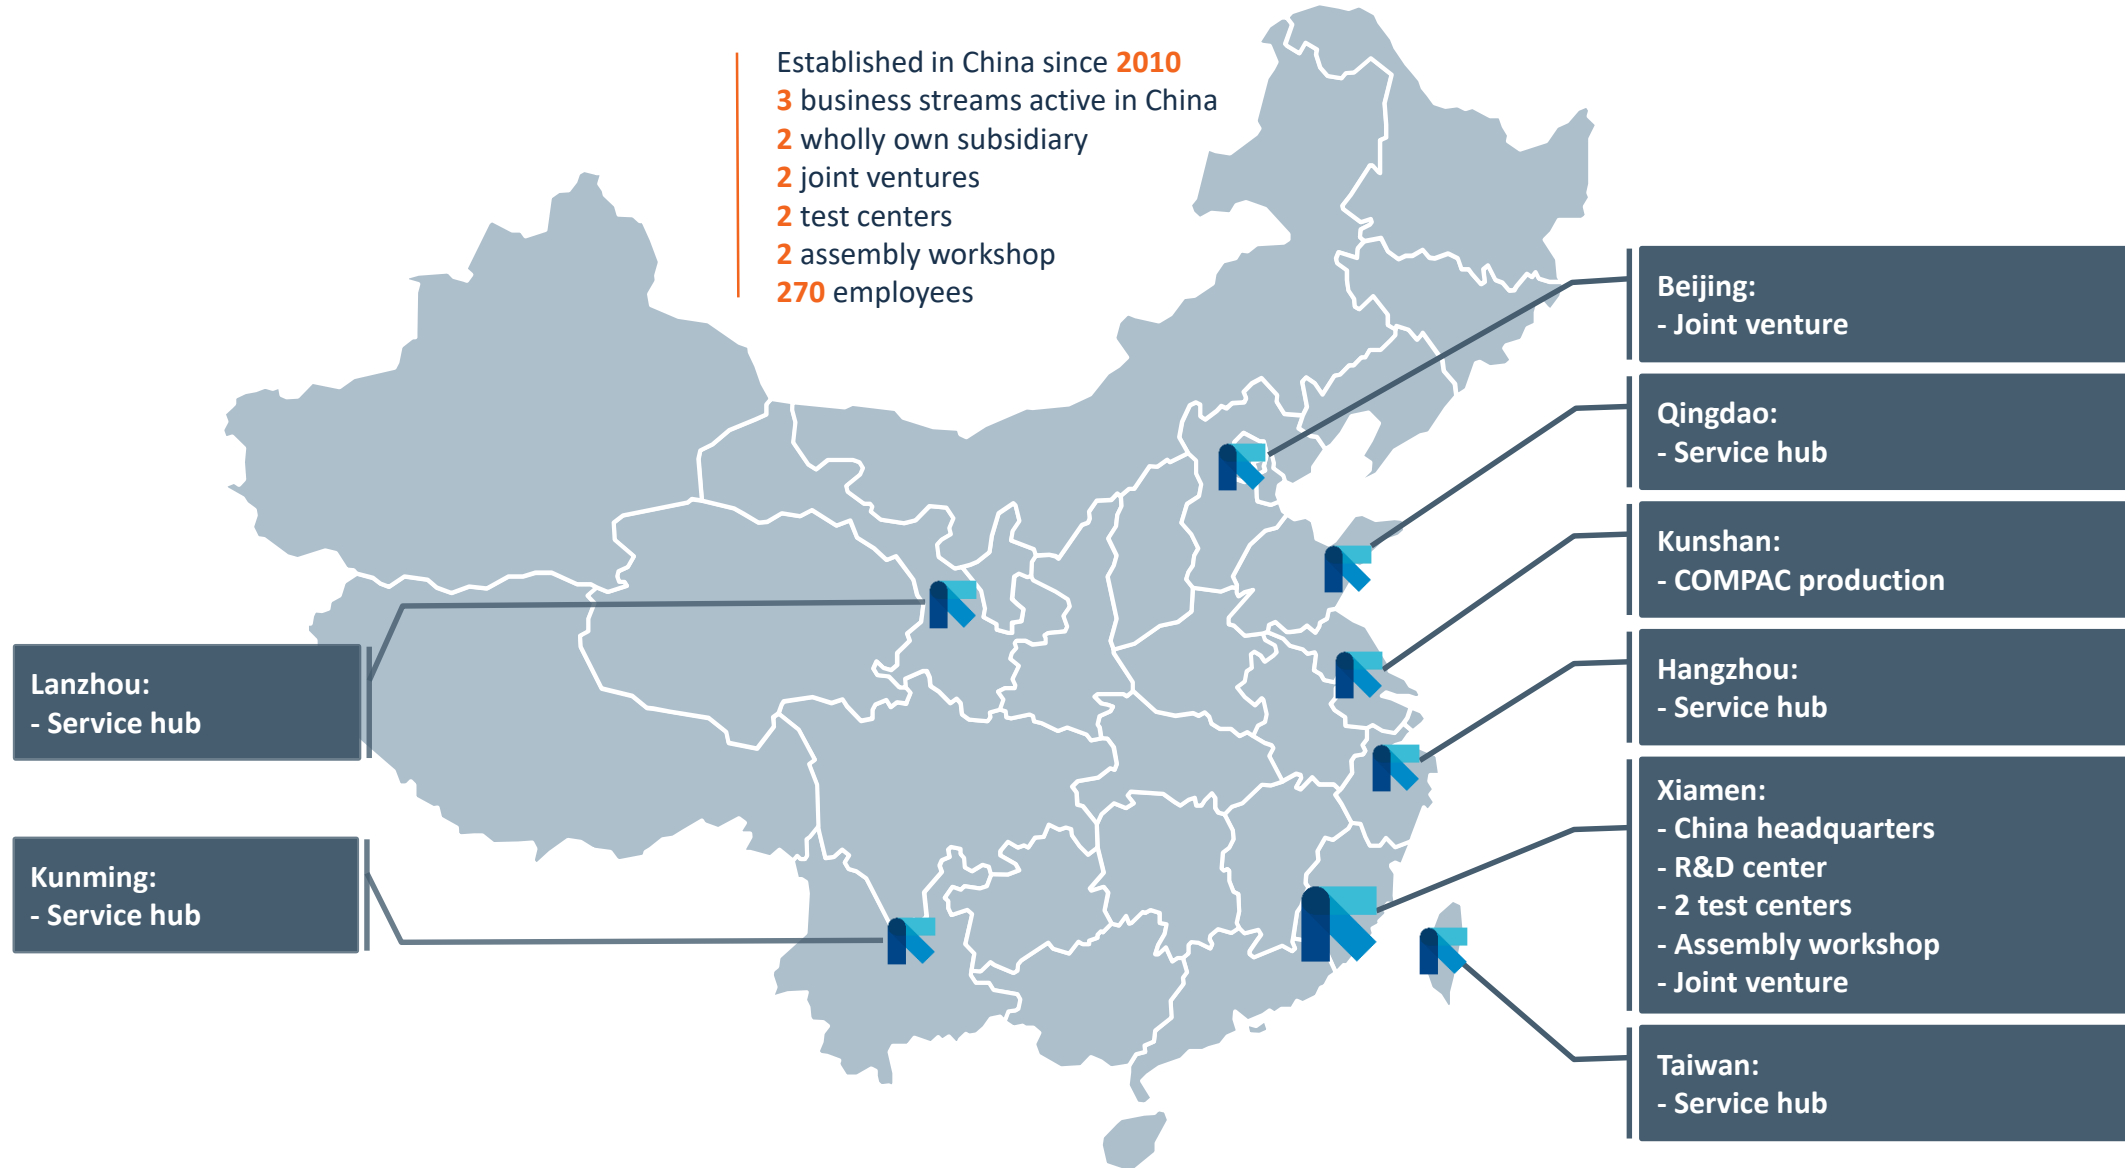 Established in China since 2010
3 business streams active in China
2 wholly own subsidiary
2 joint ventures
2 test centers
2 assembly workshop
270 employees
Beijing:
- Joint venture
Qingdao:
- Service hub
Kunshan:
- COMPAC production
Hangzhou:
- Service hub
Xiamen:
- China headquarters
- R&D center
- 2 test centers
- Assembly workshop
- Joint venture
Taiwan:
- Service hub
Lanzhou:
- Service hub
Kunming:
- Service hub